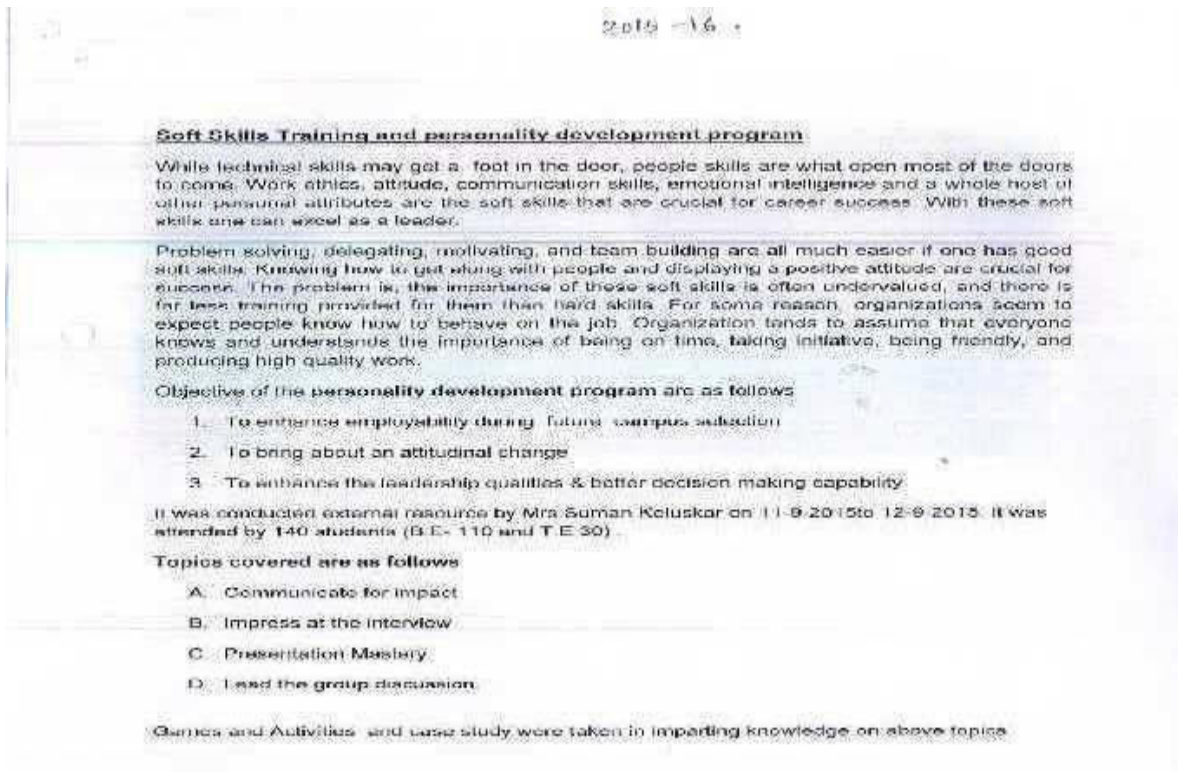 2015 -16 .
Soft Skills Training and personality development program
While technical skills may get a foot in the door, people skills are what open most of the doors
to come. Work ethics, attitude, communication skills, emotional intelligence and a whole host of
other personal attributes are the soft skills that are crucial for career success. With these soft
skills one can excel as a leader.
Problem solving, delegating, motivating, and team building are all much easier if one has good
soft skills. Knowing how to get along with people and displaying a positive attitude are crucial for
success. The problem is, the importance of these soft skills is often undervalued, and there is
far less training provided for them than hard skills. For some reason, organizations seem to
expect people know how to behave on the job. Organization tends to assume that everyone
knows and understands the importance of being on time, taking initiative, being friendly, and
producing high quality work.
Objective of the personality development program are as follows
1. To enhance employability during future campus selection
2. To bring about an attitudinal change
3. To enhance the leadership qualities & better decision making capability
It was conducted external resource by Mrs Suman Keluskar on to It was
attended by 140 students (B.E- 110 and T.E 30) .
Topics covered are as follows
A. Communicate for impact
B. Impress at the interview
C. Presentation Mastery
D. Lead the group discussion
Games and Activities and case study were taken in imparting knowledge on above topics